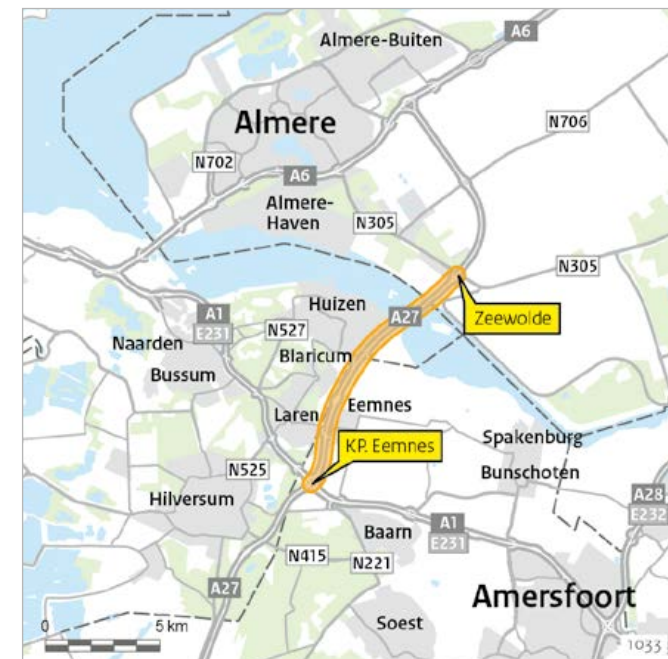 Almere-Buiten
A6
Almere
N706
N702
A6
Almere-
Haven
N305
N305
Huizen
A1
E231
A27
N527
Zeewolde
Naarden
Blaricum
Bussum
Laren
Eemnes
KP. Eemnes
Spakenburg
Bunschoten
N525
Hilversum
A28
E232
A1
E231
Baarn
N415
N221
A27
Amersfoort
Soest
0
5 km
1033